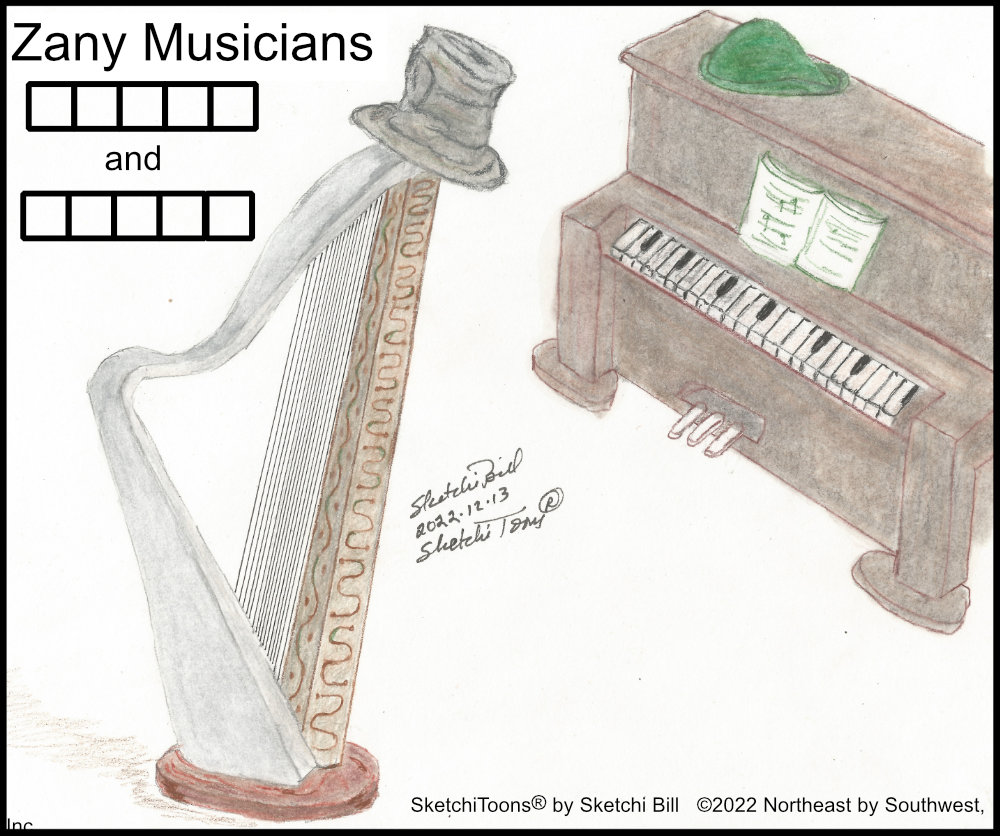 Zany Musicians
and
Sketchi Bill
2022.12.13
Sketchi Toons®
SketchiToons® by Sketchi Bill ©2022 Northeast by Southwest,
Inc